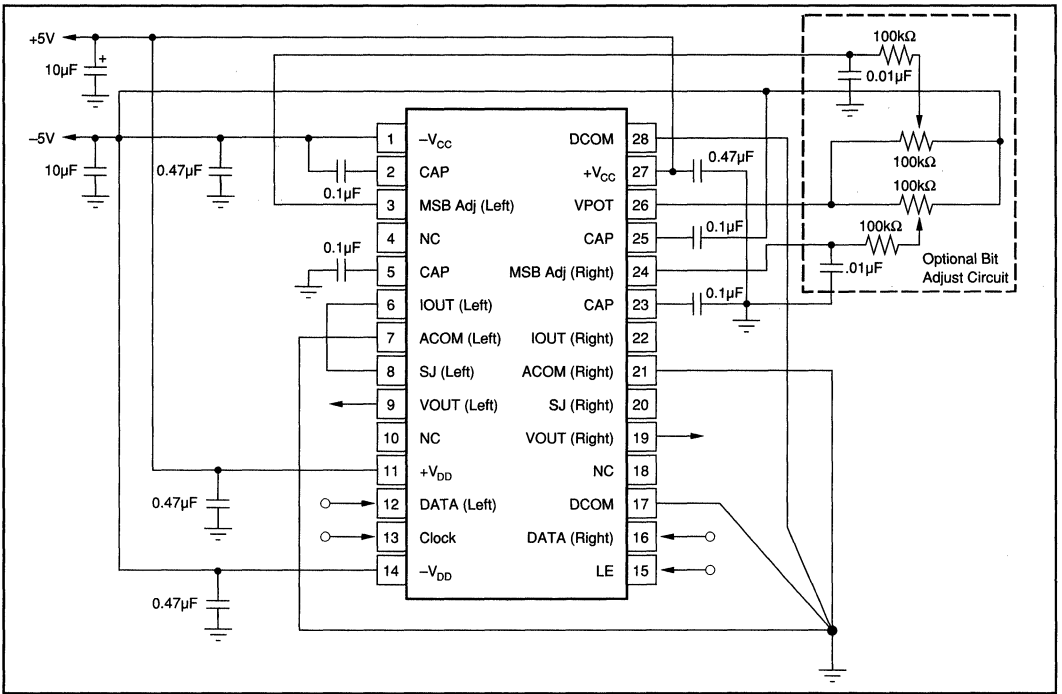 +5V
+
10µF
–5V
10µF
0.47µF
0.1µF
0.1µF
0.47µF
0.47µF
1 –VCC
2 CAP
3 MSB Adj (Left)
4 NC
5 CAP
6 IOUT (Left)
7 ACOM (Left)
8 SJ (Left)
9 VOUT (Left)
10 NC
11 +VDD
12 DATA (Left)
13 Clock
14 –VDD
DCOM 28
+VCC 27
VPOT 26
CAP 25
MSB Adj (Right) 24
CAP 23
IOUT (Right) 22
ACOM (Right) 21
SJ (Right) 20
VOUT (Right) 19
NC 18
DCOM 17
DATA (Right) 16
LE 15
0.47µF
0.1µF
0.1µF
100kΩ
0.01µF
100kΩ
100kΩ
100kΩ
.01µF
Optional Bit
Adjust Circuit